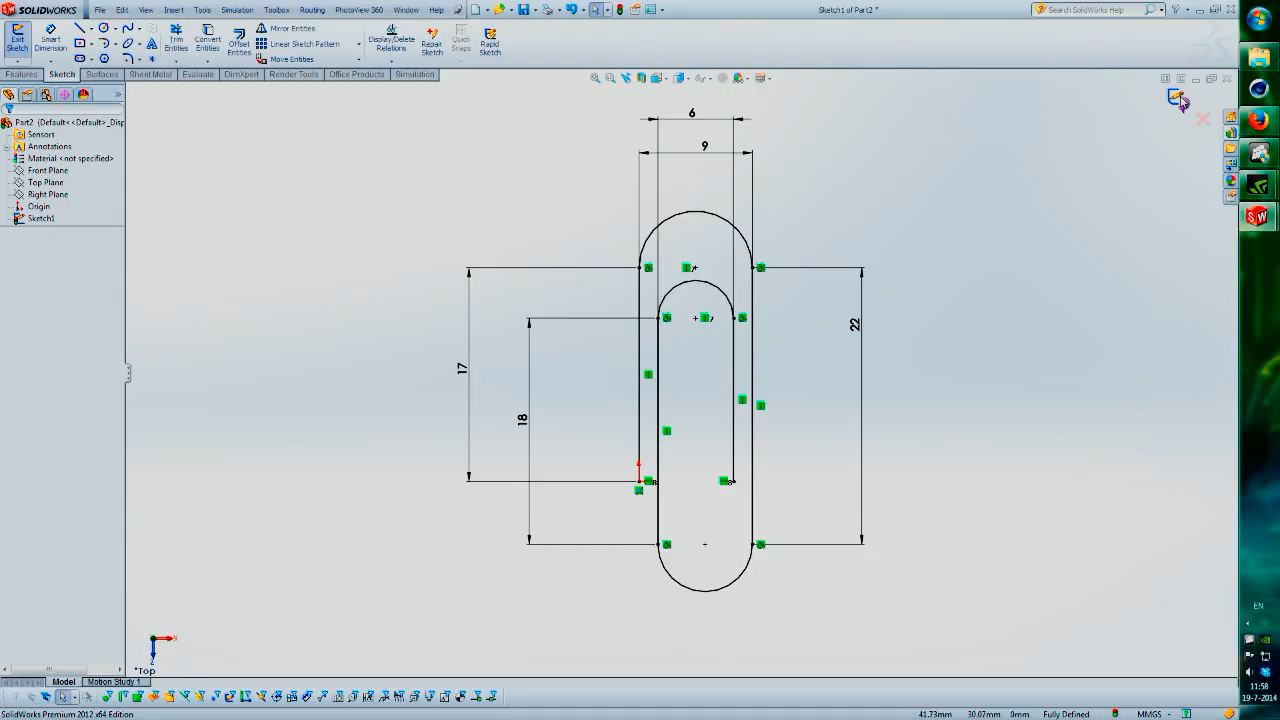 SOLIDWORKS File Edit View Insert Tools Simulation Toolbox Routing PhotoView 360 Window Help Sketch1 of Part2 * Search SolidWorks Help
Exit Sketch Smart Dimension Trim Entities Convert Entities Offset Entities Mirror Entities Linear Sketch Pattern Move Entities Display/Delete Relations Repair Sketch Quick Snaps Rapid Sketch
Features Sketch Surfaces Sheet Metal Evaluate DimXpert Render Tools Office Products Simulation
Part2 (Default<<Default>_Disp
Sensors
Annotations
Material <not specified>
Front Plane
Top Plane
Right Plane
Origin
Sketch1
6
9
17
18
22
*Top
Model Motion Study 1
EN
11:58
19-7-2014
SolidWorks Premium 2012 x64 Edition 41.73mm 30.07mm 0mm Fully Defined MMGS